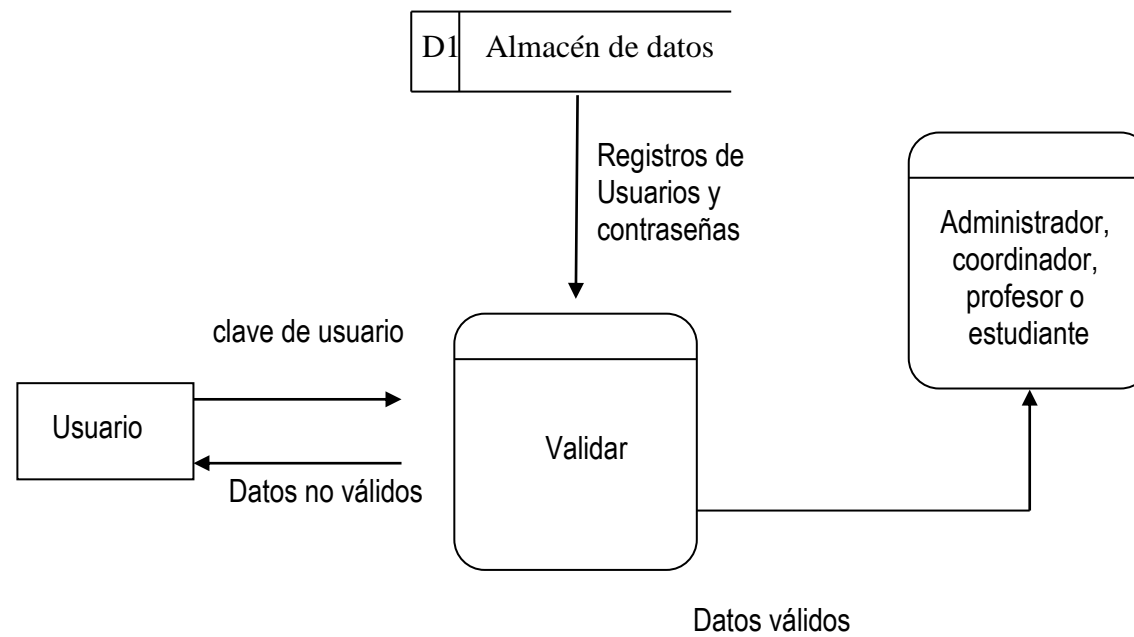 D1 Almacén de datos
Registros de
Usuarios y
contraseñas
Administrador,
coordinador,
profesor o
estudiante
clave de usuario
Usuario
Validar
Datos no válidos
Datos válidos